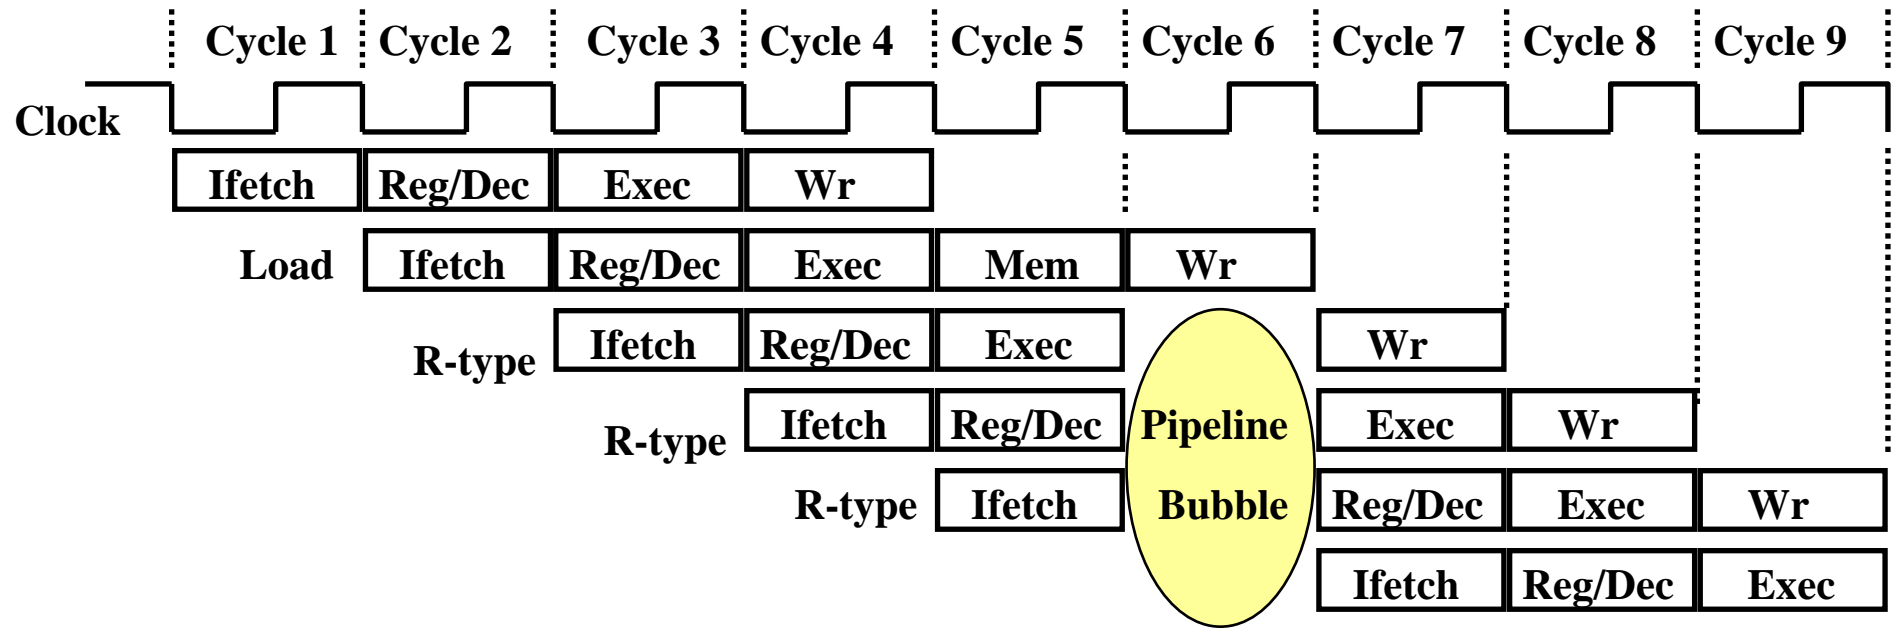 Cycle 1 Cycle 2 Cycle 3 Cycle 4 Cycle 5 Cycle 6 Cycle 7 Cycle 8 Cycle 9
Clock
Ifetch Reg/Dec Exec Wr
Load Ifetch Reg/Dec Exec Mem Wr
R-type Ifetch Reg/Dec Exec Wr
R-type Ifetch Reg/Dec Pipeline Exec Wr
R-type Ifetch Bubble Reg/Dec Exec Wr
Ifetch Reg/Dec Exec